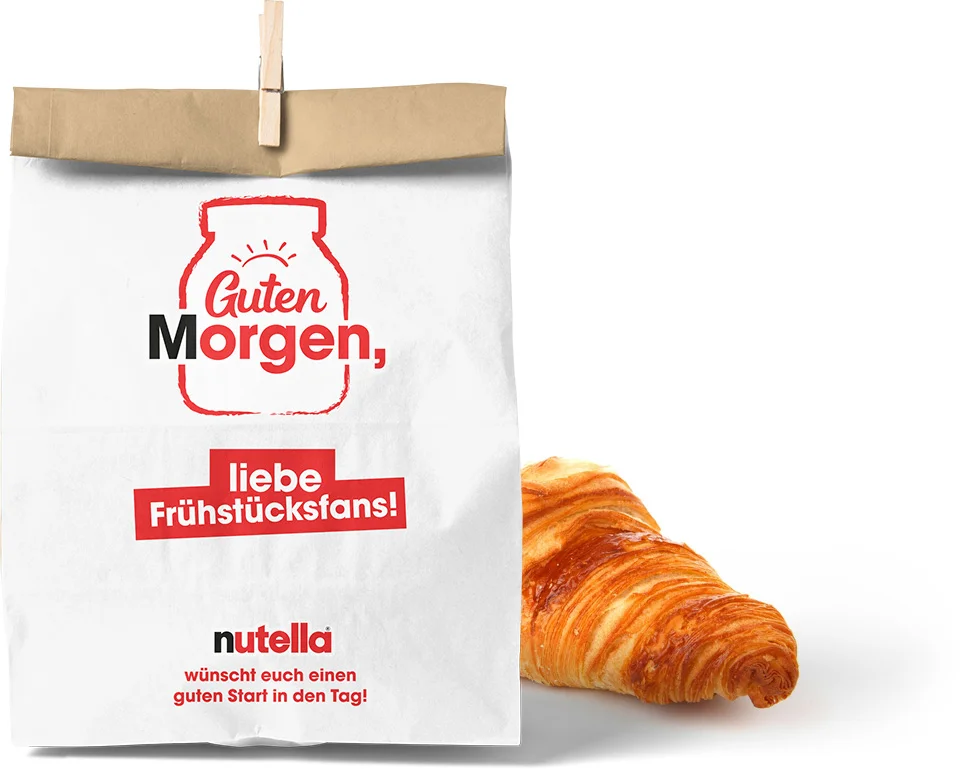 Guten
Morgen,
liebe
Frühstücksfans!
nutella®
wünscht euch einen
guten Start in den Tag!